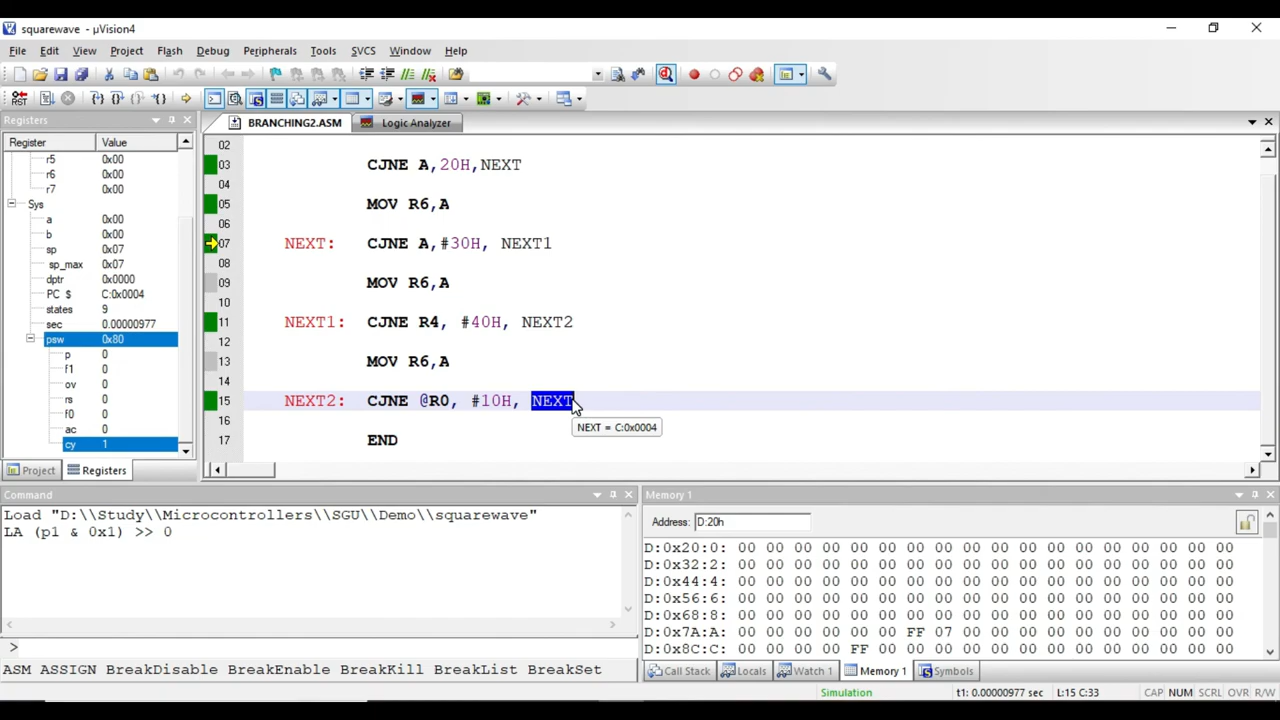 squarewave - µVision4
File Edit View Project Flash Debug Peripherals Tools SVCS Window Help
RST
Registers
Register Value
r5 0x00
r6 0x00
r7 0x00
Sys
a 0x00
b 0x00
sp 0x07
sp_max 0x07
dptr 0x0000
PC $ C:0x0004
states 9
sec 0.00000977
psw 0x80
p 0
f1 0
ov 0
rs 0
f0 0
ac 0
cy 1
Project Registers
BRANCHING2.ASM Logic Analyzer
02
03 CJNE A,20H,NEXT
04
05 MOV R6,A
06
07 NEXT: CJNE A,#30H, NEXT1
08
09 MOV R6,A
10
11 NEXT1: CJNE R4, #40H, NEXT2
12
13 MOV R6,A
14
15 NEXT2: CJNE @R0, #10H, NEXT
16
NEXT = C:0x0004
17 END
Command
Load "D:\\Study\\Microcontrollers\\SGU\\Demo\\squarewave"
LA (p1 & 0x1) >> 0
>
ASM ASSIGN BreakDisable BreakEnable BreakKill BreakList BreakSet
Memory 1
Address: D:20h
D:0x20:0: 00 00 00 00 00 00 00 00 00 00 00 00 00 00 00 00 00 00
D:0x32:2: 00 00 00 00 00 00 00 00 00 00 00 00 00 00 00 00 00 00
D:0x44:4: 00 00 00 00 00 00 00 00 00 00 00 00 00 00 00 00 00 00
D:0x56:6: 00 00 00 00 00 00 00 00 00 00 00 00 00 00 00 00 00 00
D:0x68:8: 00 00 00 00 00 00 00 00 00 00 00 00 00 00 00 00 00 00
D:0x7A:A: 00 00 00 00 00 00 FF 07 00 00 00 00 00 00 00 00 00 00
D:0x8C:C: 00 00 00 00 FF 00 00 00 00 00 00 00 00 00 00 00 00 00
Call Stack Locals Watch 1 Memory 1 Symbols
Simulation t1: 0.00000977 sec L:15 C:33 CAP NUM SCRL OVR R/W